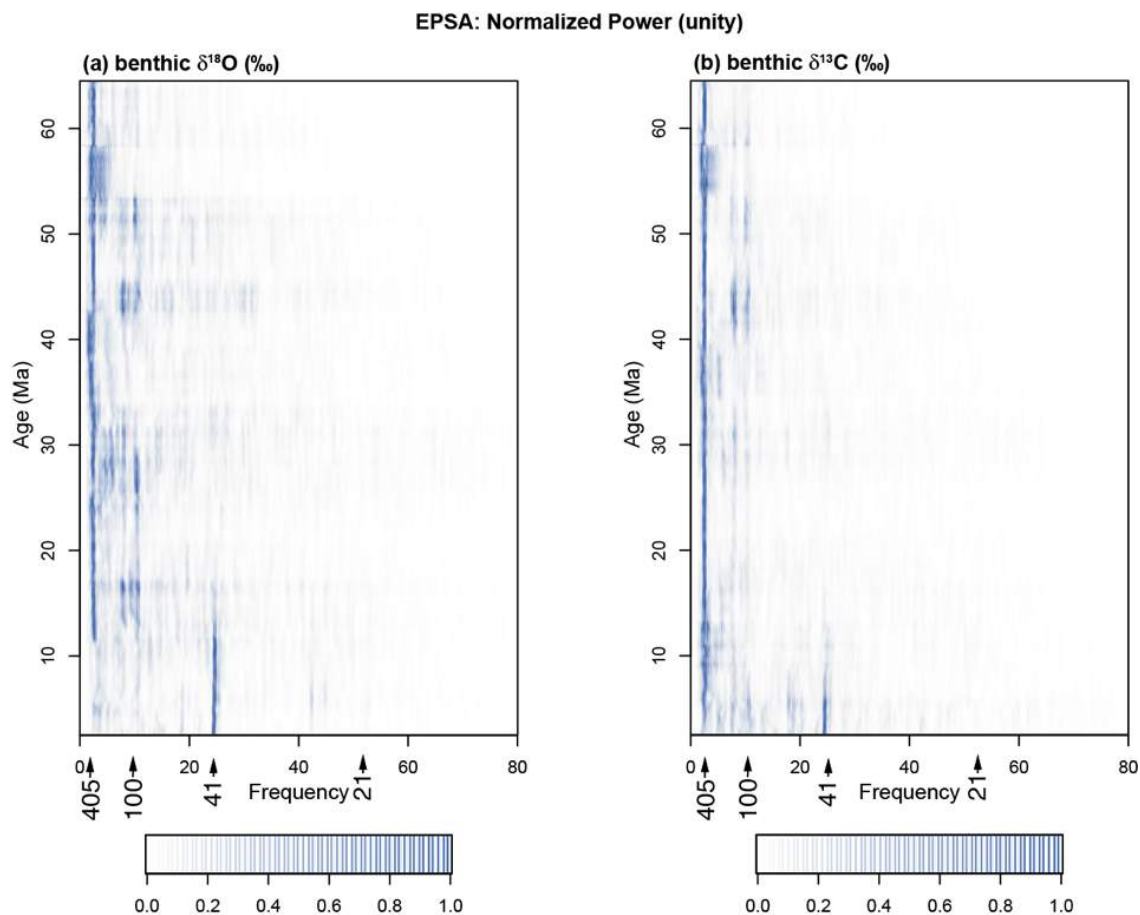 EPSA: Normalized Power (unity)
(a) benthic δ¹⁸O (‰)
(b) benthic δ¹³C (‰)
60
50
40
30
20
10
Age (Ma)
60
50
40
30
20
10
Age (Ma)
0 20 40 60 80
405 100 41 Frequency 21
0 20 40 60 80
405 100 41 Frequency 21
0.0 0.2 0.4 0.6 0.8 1.0
0.0 0.2 0.4 0.6 0.8 1.0